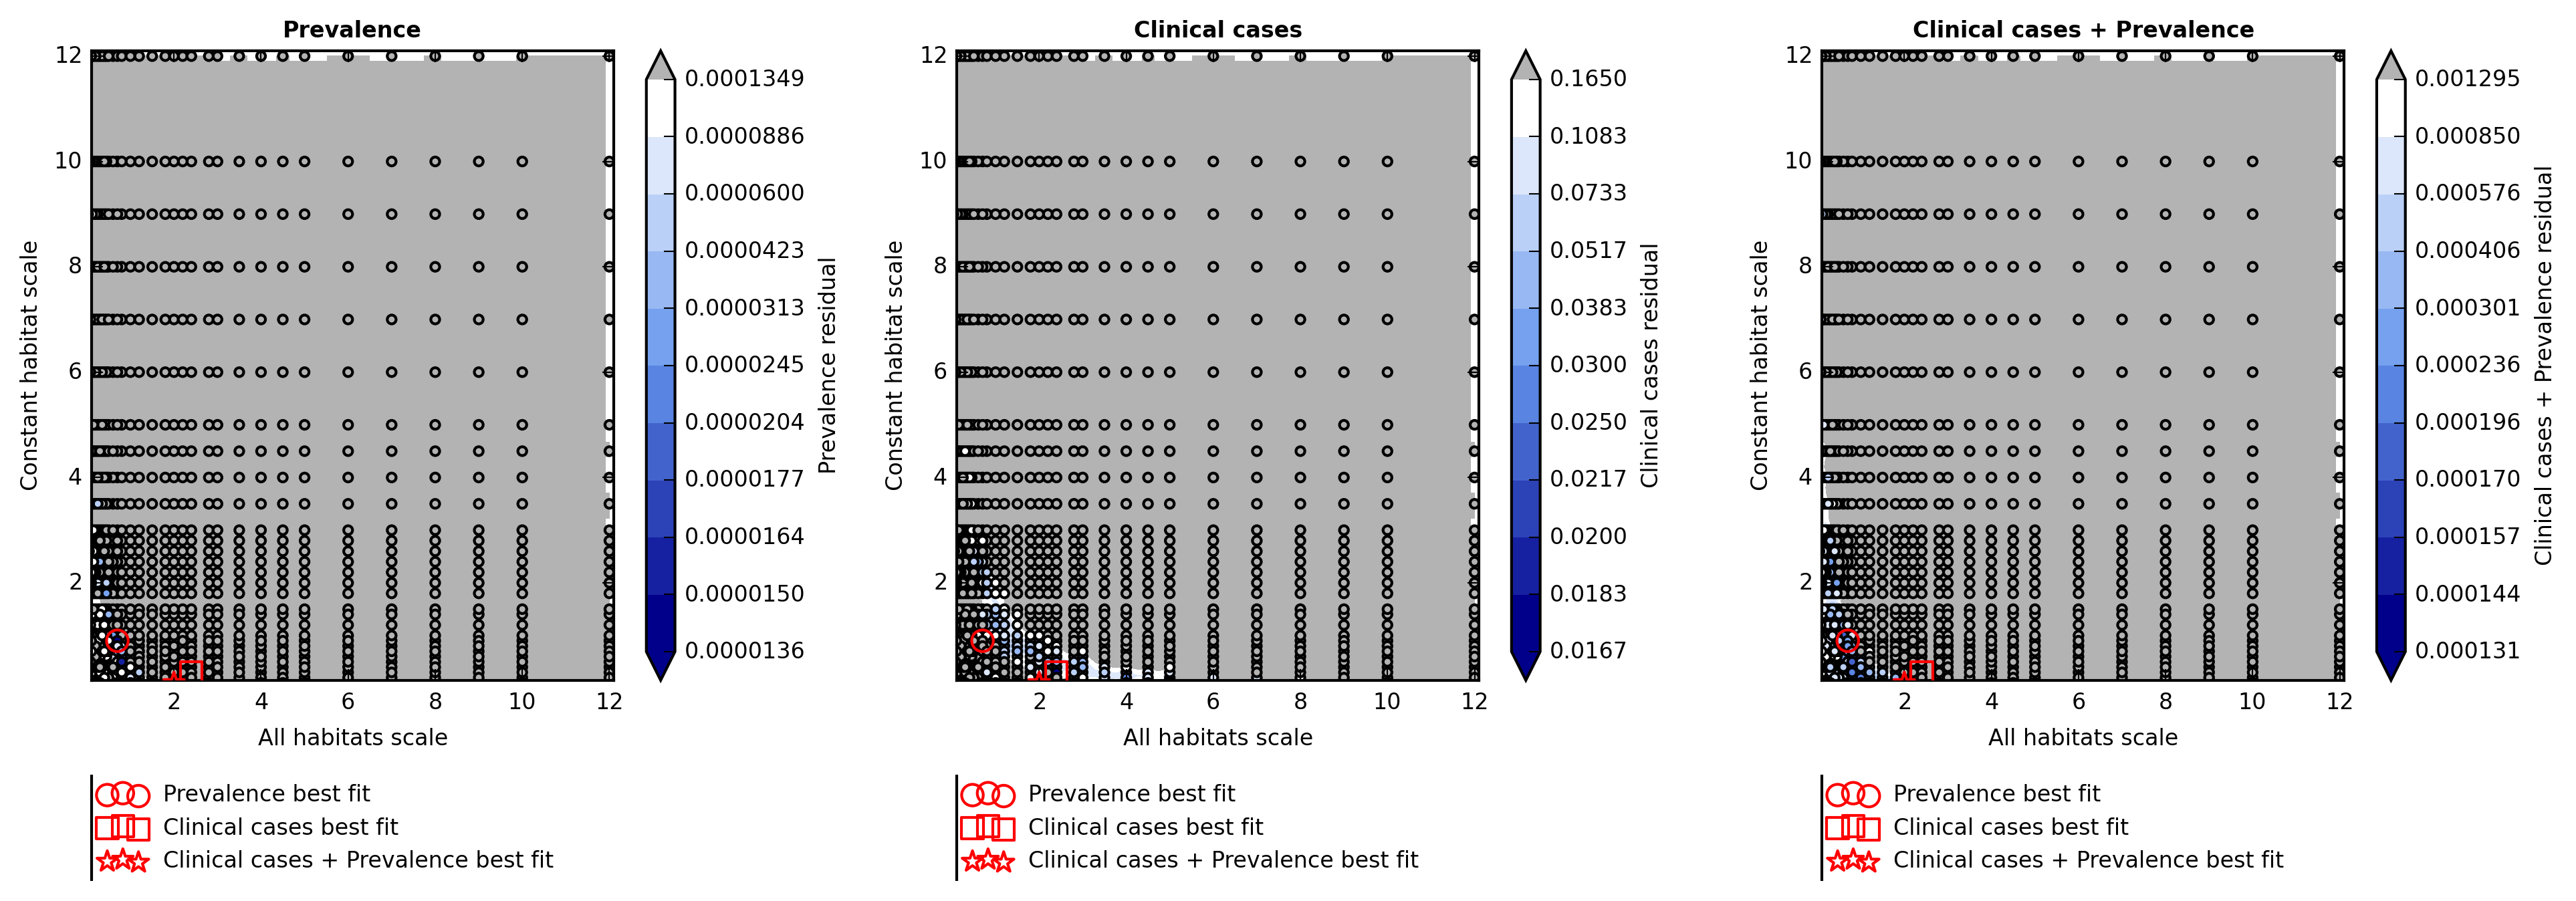 Prevalence
Constant habitat scale
12
10
8
6
4
2
2 4 6 8 10 12
All habitats scale
0.0001349
0.0000886
0.0000600
0.0000423
0.0000313
0.0000245
0.0000204
0.0000177
0.0000164
0.0000150
0.0000136
Prevalence residual
Prevalence best fit
Clinical cases best fit
Clinical cases + Prevalence best fit
Clinical cases
Constant habitat scale
12
10
8
6
4
2
2 4 6 8 10 12
All habitats scale
0.1650
0.1083
0.0733
0.0517
0.0383
0.0300
0.0250
0.0217
0.0200
0.0183
0.0167
Clinical cases residual
Prevalence best fit
Clinical cases best fit
Clinical cases + Prevalence best fit
Clinical cases + Prevalence
Constant habitat scale
12
10
8
6
4
2
2 4 6 8 10 12
All habitats scale
0.001295
0.000850
0.000576
0.000406
0.000301
0.000236
0.000196
0.000170
0.000157
0.000144
0.000131
Clinical cases + Prevalence residual
Prevalence best fit
Clinical cases best fit
Clinical cases + Prevalence best fit